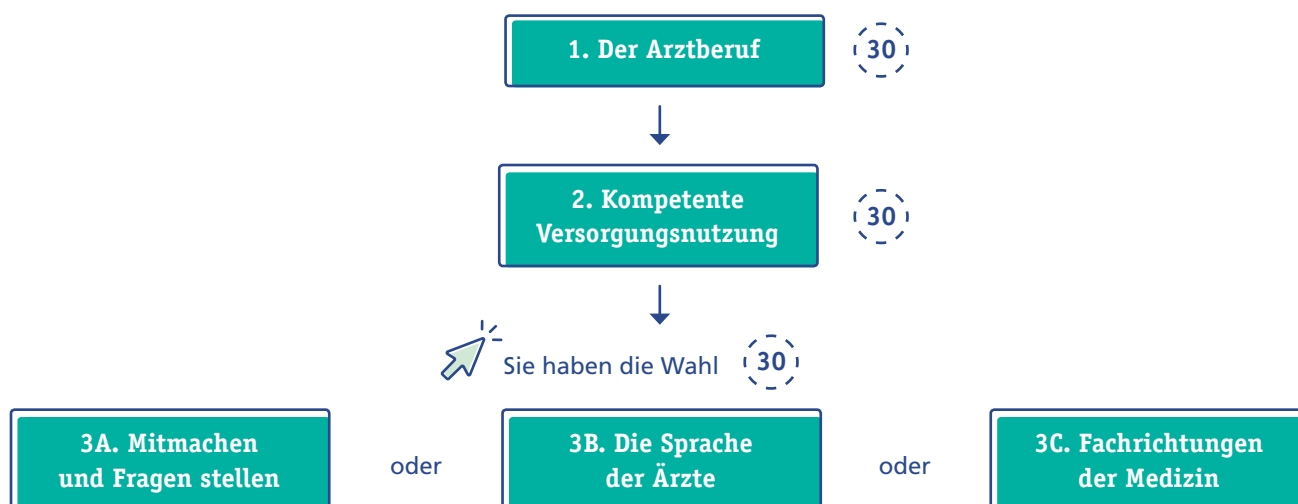 1. Der Arztberuf
30
2. Kompetente
Versorgungsnutzung
30
Sie haben die Wahl
30
3A. Mitmachen
und Fragen stellen
oder
3B. Die Sprache
der Ärzte
oder
3C. Fachrichtungen
der Medizin